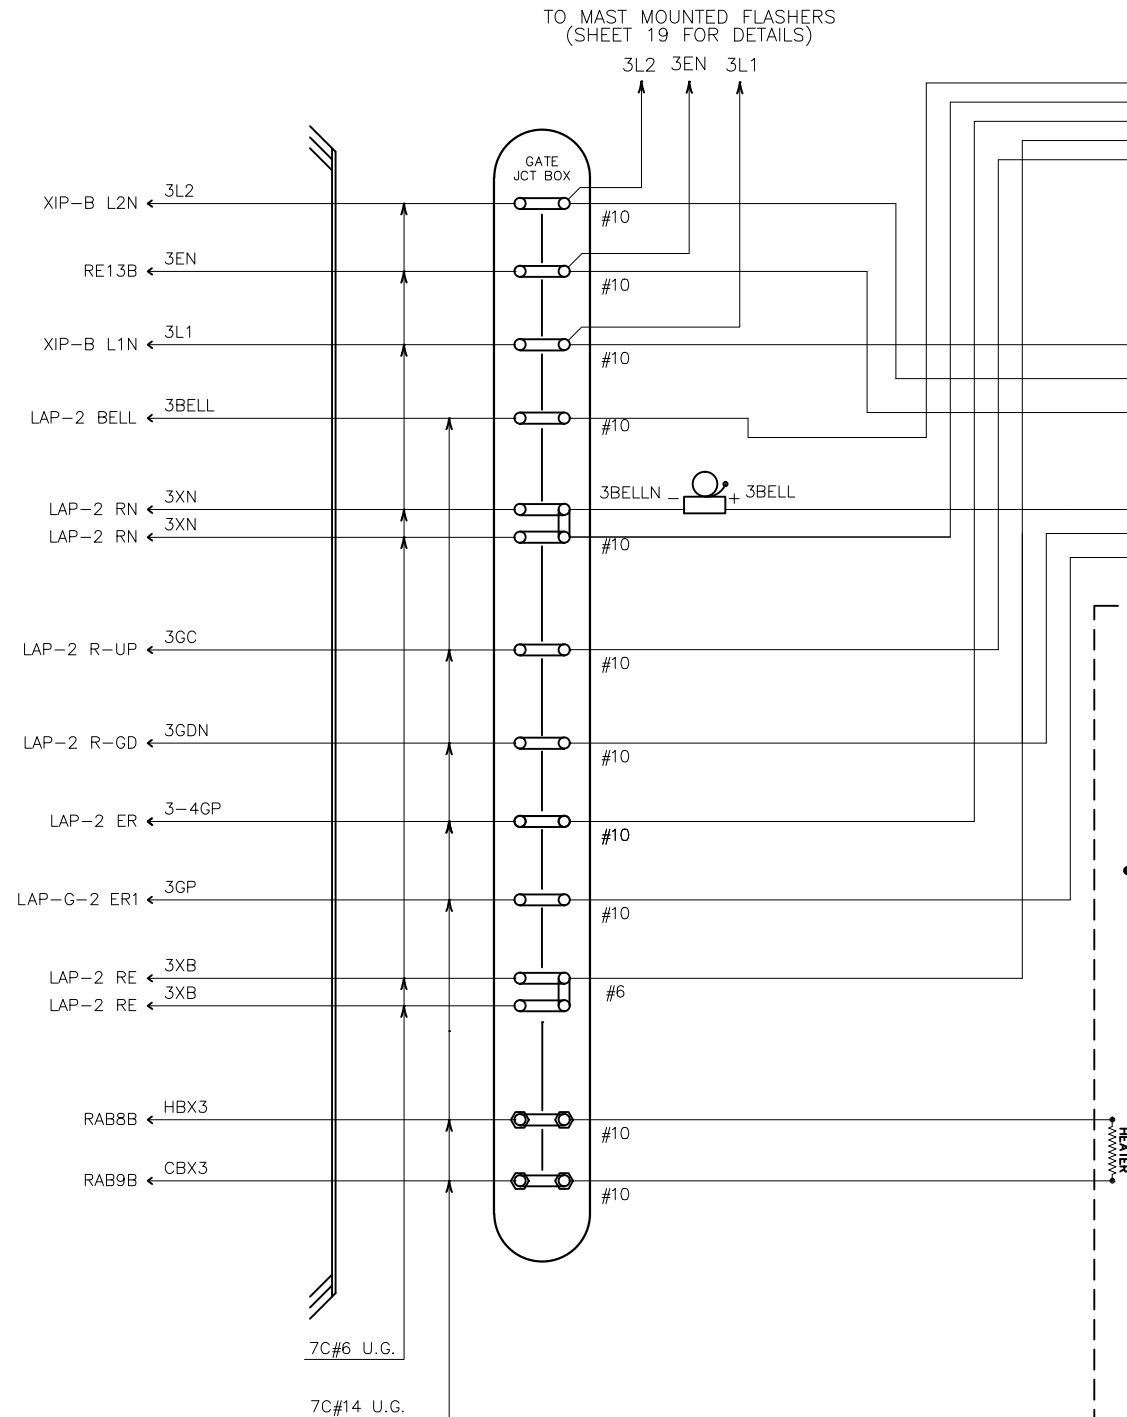 TO MAST MOUNTED FLASHERS
(SHEET 19 FOR DETAILS)
3L2 3EN 3L1
GATE
JCT BOX
XIP-B L2N 3L2 #10
RE13B 3EN #10
XIP-B L1N 3L1 #10
LAP-2 BELL 3BELL #10
LAP-2 RN 3XN 3BELLN - + 3BELL
LAP-2 RN 3XN #10
LAP-2 R-UP 3GC #10
LAP-2 R-GD 3GDN #10
LAP-2 ER 3-4GP #10
LAP-G-2 ER1 3GP #10
LAP-2 RE 3XB #6
LAP-2 RE 3XB
RAB8B HBX3 #10
HEATER
RAB9B CBX3 #10
7C#6 U.G.
7C#14 U.G.